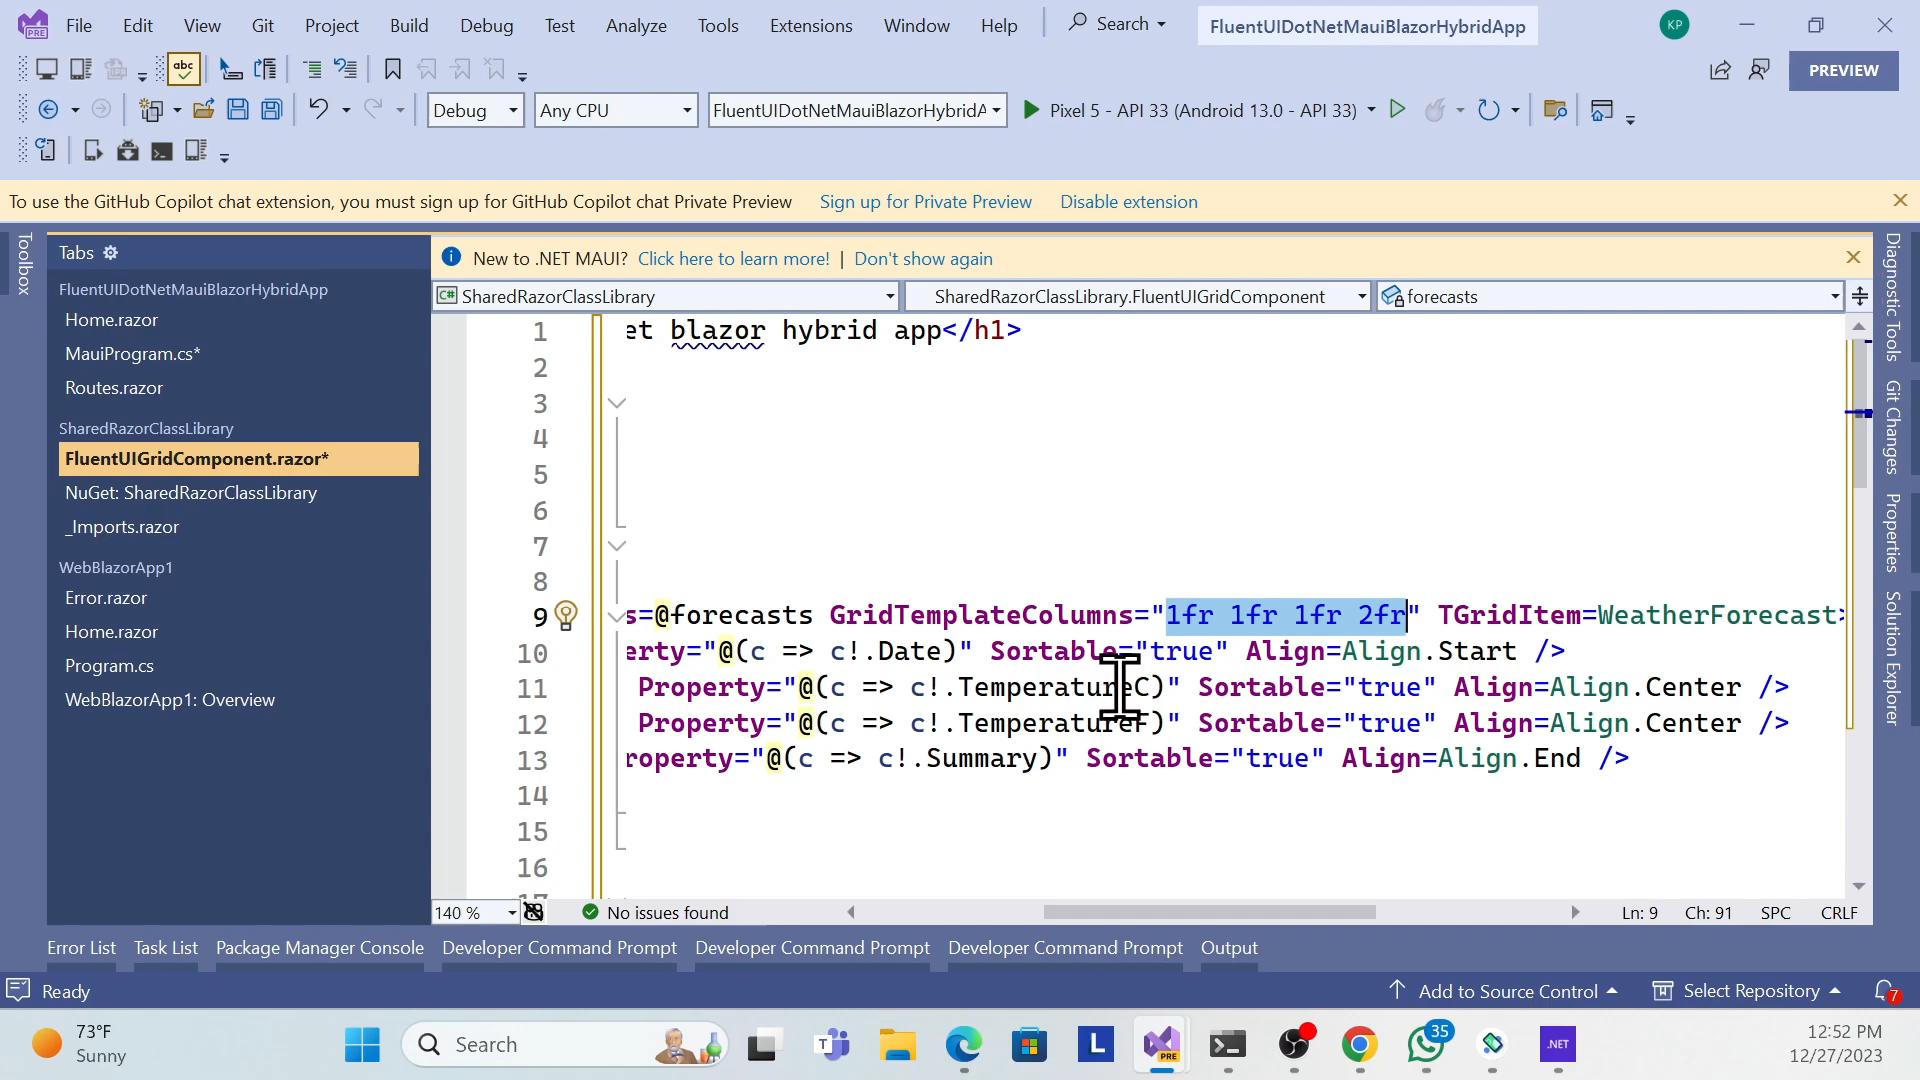 File Edit View Git Project Build Debug Test Analyze Tools Extensions Window Help Search FluentUIDotNetMauiBlazorHybridApp KP
PRE
abc
PREVIEW
Debug Any CPU FluentUIDotNetMauiBlazorHybridA Pixel 5 - API 33 (Android 13.0 - API 33)
To use the GitHub Copilot chat extension, you must sign up for GitHub Copilot chat Private Preview Sign up for Private Preview Disable extension
Toolbox
Tabs
FluentUIDotNetMauiBlazorHybridApp
Home.razor
MauiProgram.cs*
Routes.razor
SharedRazorClassLibrary
FluentUIGridComponent.razor*
NuGet: SharedRazorClassLibrary
_Imports.razor
WebBlazorApp1
Error.razor
Home.razor
Program.cs
WebBlazorApp1: Overview
New to .NET MAUI? Click here to learn more! | Don't show again
C# SharedRazorClassLibrary SharedRazorClassLibrary.FluentUIGridComponent forecasts
1 et blazor hybrid app</h1>
2
3
4
5
6
7
8
9 s=@forecasts GridTemplateColumns="1fr 1fr 1fr 2fr" TGridItem=WeatherForecast>
10 erty="@(c => c!.Date)" Sortable="true" Align=Align.Start />
11 Property="@(c => c!.TemperatureC)" Sortable="true" Align=Align.Center />
12 Property="@(c => c!.TemperatureF)" Sortable="true" Align=Align.Center />
13 roperty="@(c => c!.Summary)" Sortable="true" Align=Align.End />
14
15
16
17
140 % No issues found Ln: 9 Ch: 91 SPC CRLF
Diagnostic Tools
Git Changes
Properties
Solution Explorer
Error List Task List Package Manager Console Developer Command Prompt Developer Command Prompt Developer Command Prompt Output
Ready Add to Source Control Select Repository 7
73°F
Sunny
Search
T
L
PRE
35
.NET
12:52 PM
12/27/2023